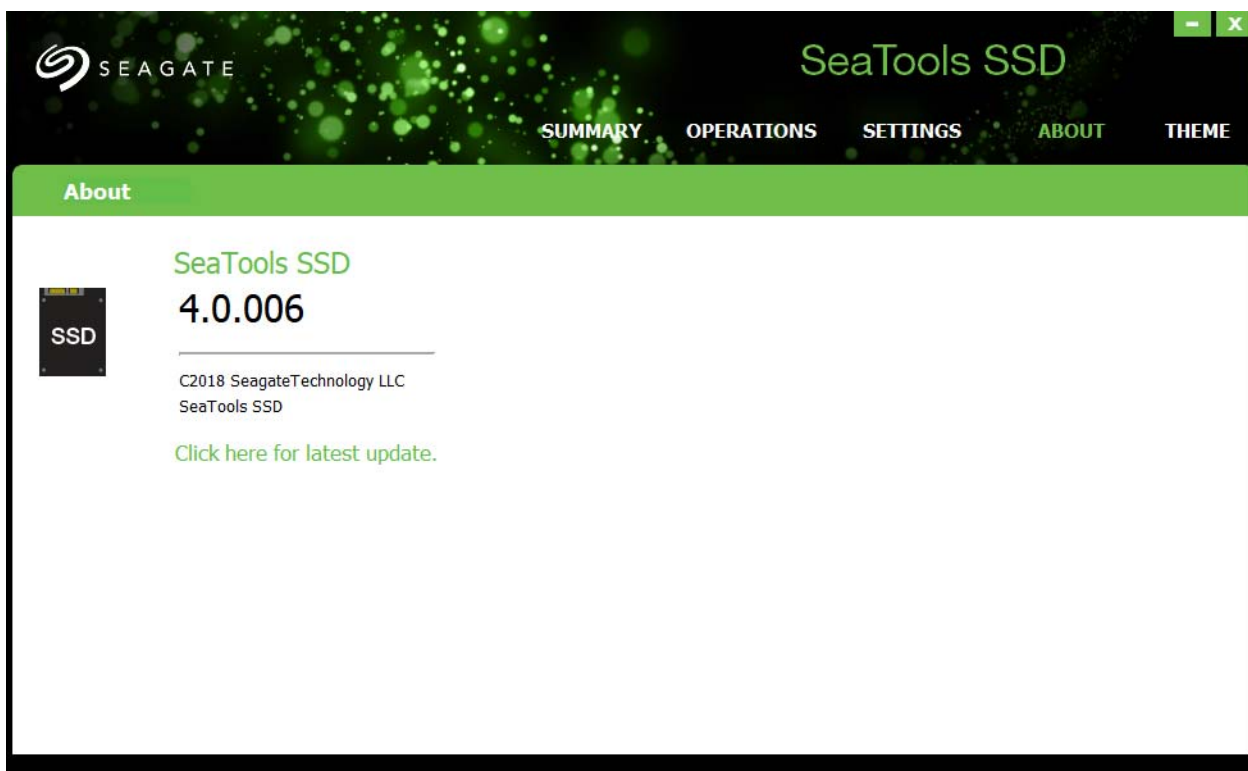 SEAGATE
SeaTools SSD
- X
SUMMARY OPERATIONS SETTINGS ABOUT THEME
About
SSD
SeaTools SSD
4.0.006
C2018 SeagateTechnology LLC
SeaTools SSD
Click here for latest update.